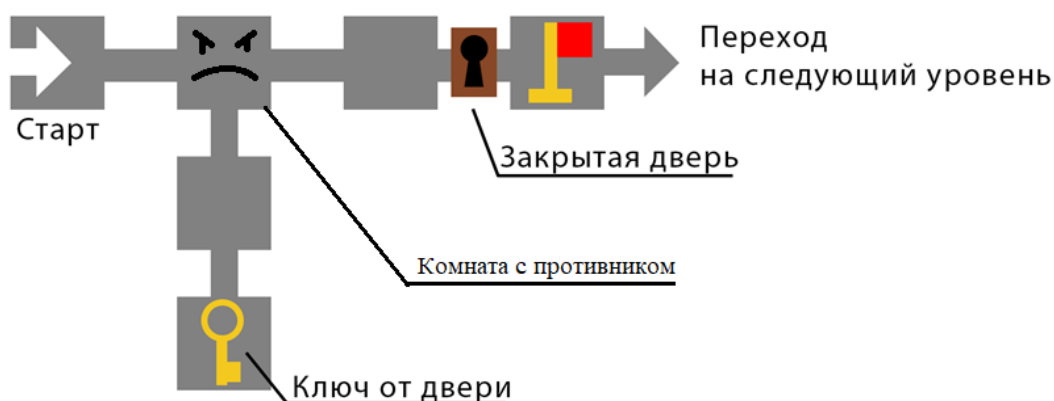 Переход
на следующий уровень
Старт
Закрытая дверь
Комната с противником
Ключ от двери